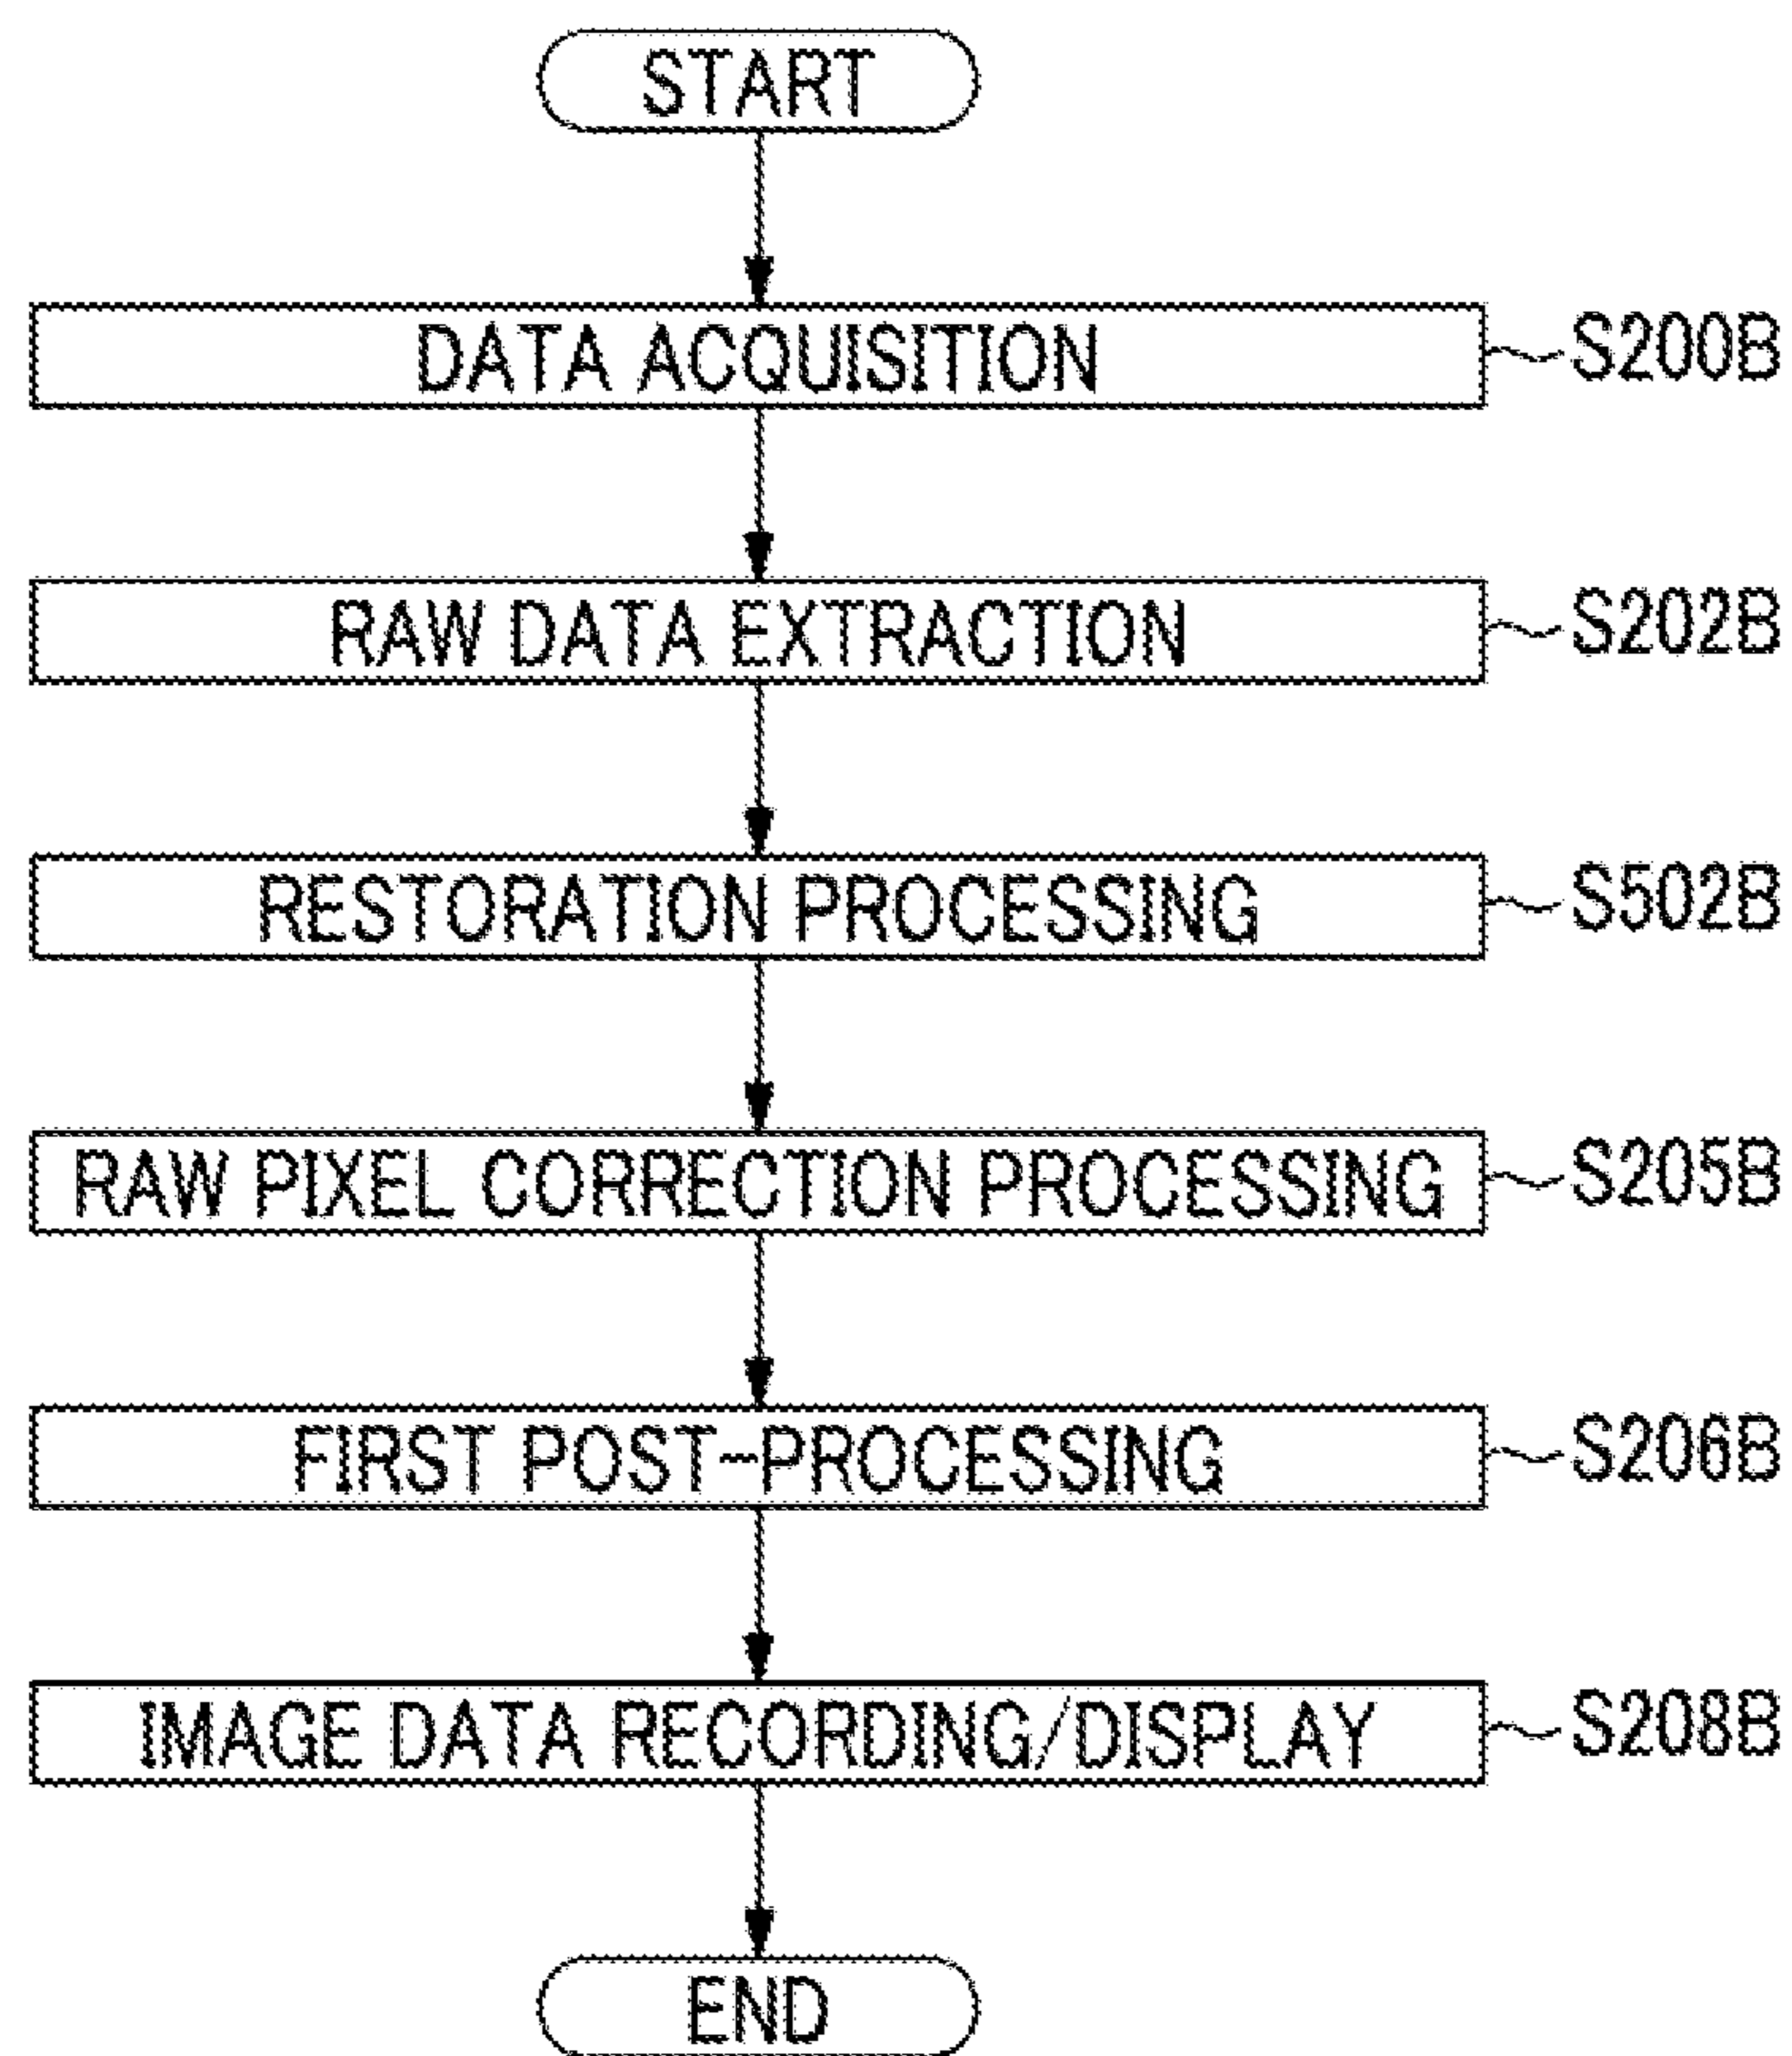 START
DATA ACQUISITION S200B
RAW DATA EXTRACTION S202B
RESTORATION PROCESSING S502B
RAW PIXEL CORRECTION PROCESSING S205B
FIRST POST-PROCESSING S206B
IMAGE DATA RECORDING/DISPLAY S208B
END